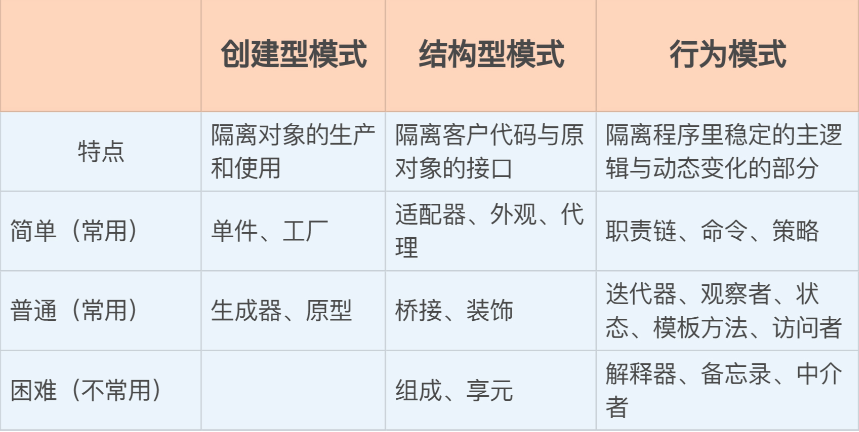 创建型模式 结构型模式 行为模式
特点
隔离对象的生产
和使用
隔离客户代码与原
对象的接口
隔离程序里稳定的主逻
辑与动态变化的部分
简单（常用）
单件、工厂
适配器、外观、代
理
职责链、命令、策略
普通（常用）
生成器、原型
桥接、装饰
迭代器、观察者、状
态、模板方法、访问者
困难（不常用）
组成、享元
解释器、备忘录、中介
者